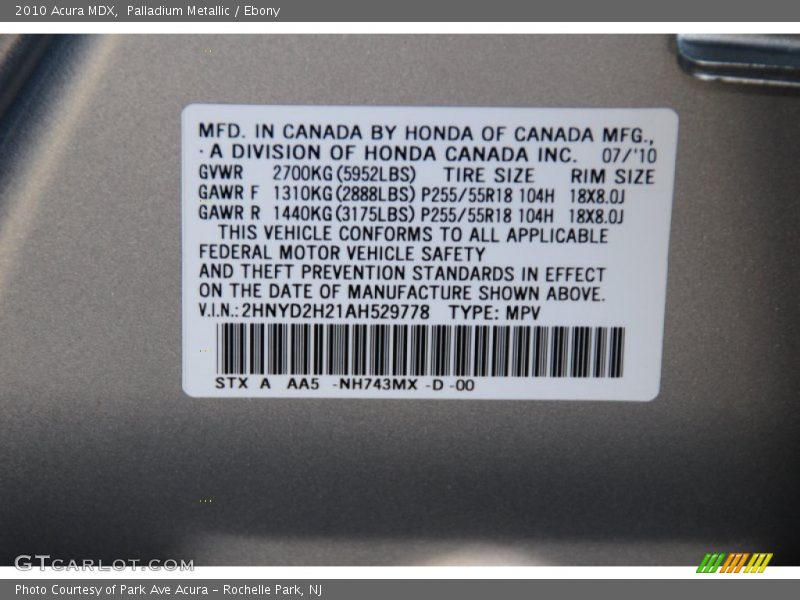 2010 Acura MDX, Palladium Metallic / Ebony
MFD. IN CANADA BY HONDA OF CANADA MFG.,
· A DIVISION OF HONDA CANADA INC. 07/'10
GVWR 2700KG(5952LBS) TIRE SIZE RIM SIZE
GAWR F 1310KG(2888LBS) P255/55R18 104H 18X8.0J
GAWR R 1440KG(3175LBS) P255/55R18 104H 18X8.0J
THIS VEHICLE CONFORMS TO ALL APPLICABLE
FEDERAL MOTOR VEHICLE SAFETY
AND THEFT PREVENTION STANDARDS IN EFFECT
ON THE DATE OF MANUFACTURE SHOWN ABOVE.
V.I.N.:2HNYD2H21AH529778 TYPE: MPV
STX A AA5 -NH743MX -D -00
GTCARLOT.COM
Photo Courtesy of Park Ave Acura - Rochelle Park, NJ